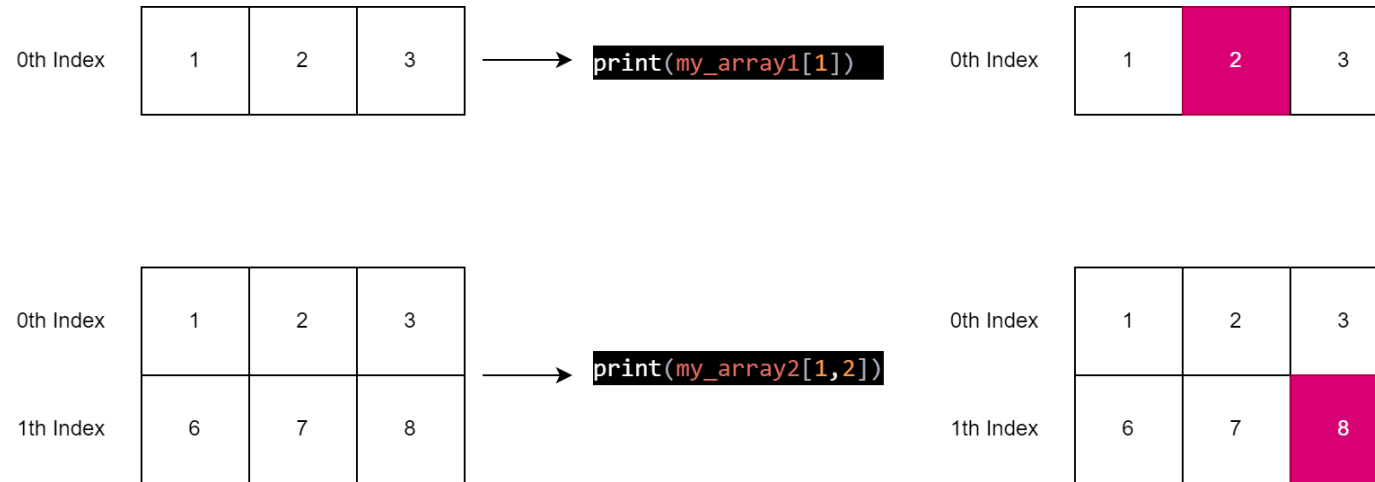 0th Index 1 2 3 print(my_array1[1]) 0th Index 1 2 3
0th Index 1 2 3 0th Index 1 2 3
print(my_array2[1,2])
1th Index 6 7 8 1th Index 6 7 8